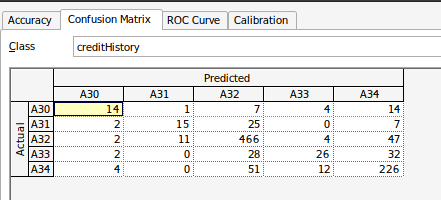 Accuracy Confusion Matrix ROC Curve Calibration
Class creditHistory
Predicted
A30 A31 A32 A33 A34
Actual
A30 14 1 7 4 14
A31 2 15 25 0 7
A32 2 11 466 4 47
A33 2 0 28 26 32
A34 4 0 51 12 226